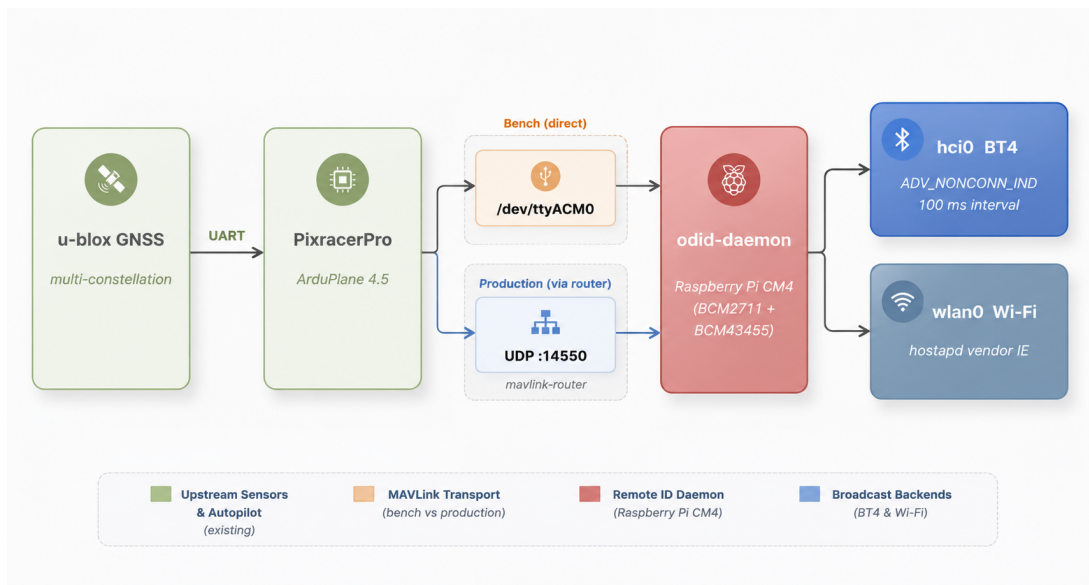 u-blox GNSS
multi-constellation
UART
PixracerPro
ArduPlane 4.5
Bench (direct)
/dev/ttyACM0
Production (via router)
UDP :14550
mavlink-router
odid-daemon
Raspberry Pi CM4
(BCM2711 +
BCM43455)
hci0 BT4
ADV_NONCONN_IND
100 ms interval
wlan0 Wi-Fi
hostapd vendor IE
Upstream Sensors
& Autopilot
(existing)
MAVLink Transport
(bench vs production)
Remote ID Daemon
(Raspberry Pi CM4)
Broadcast Backends
(BT4 & Wi-Fi)